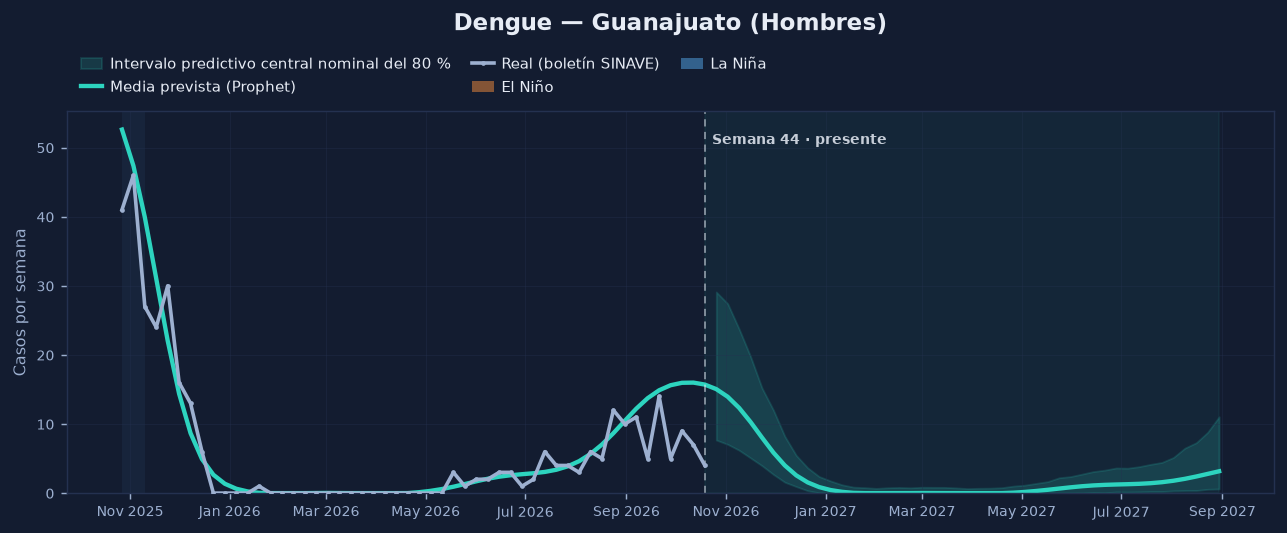 Dengue — Guanajuato (Hombres)
Intervalo predictivo central nominal del 80 %
Real (boletín SINAVE)
La Niña
Media prevista (Prophet)
El Niño
Semana 44 · presente
Casos por semana
50
40
30
20
10
0
Nov 2025
Jan 2026
Mar 2026
May 2026
Jul 2026
Sep 2026
Nov 2026
Jan 2027
Mar 2027
May 2027
Jul 2027
Sep 2027